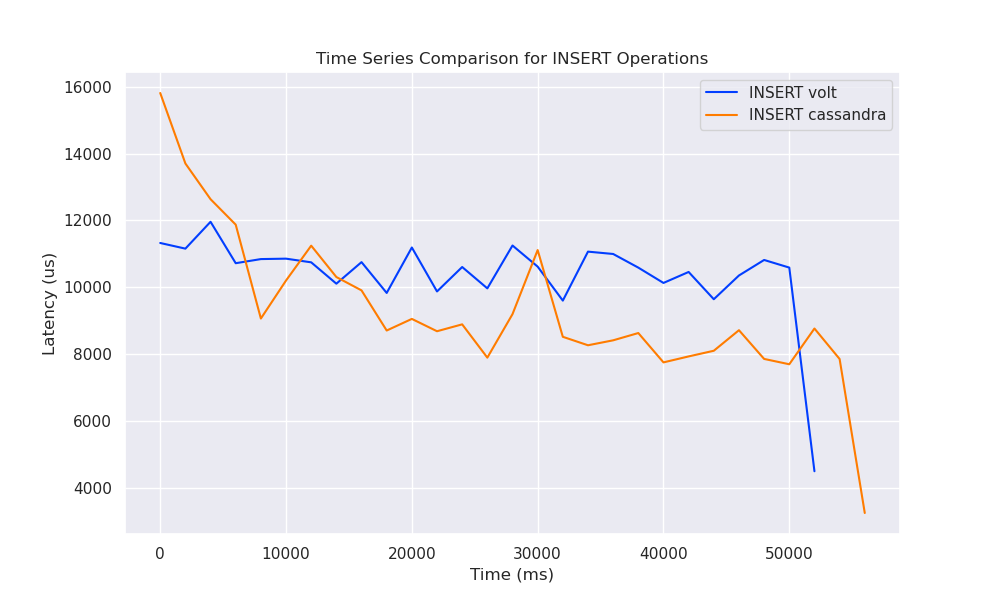 Time Series Comparison for INSERT Operations
INSERT volt
INSERT cassandra
16000
14000
12000
10000
8000
6000
4000
Latency (us)
0 10000 20000 30000 40000 50000
Time (ms)